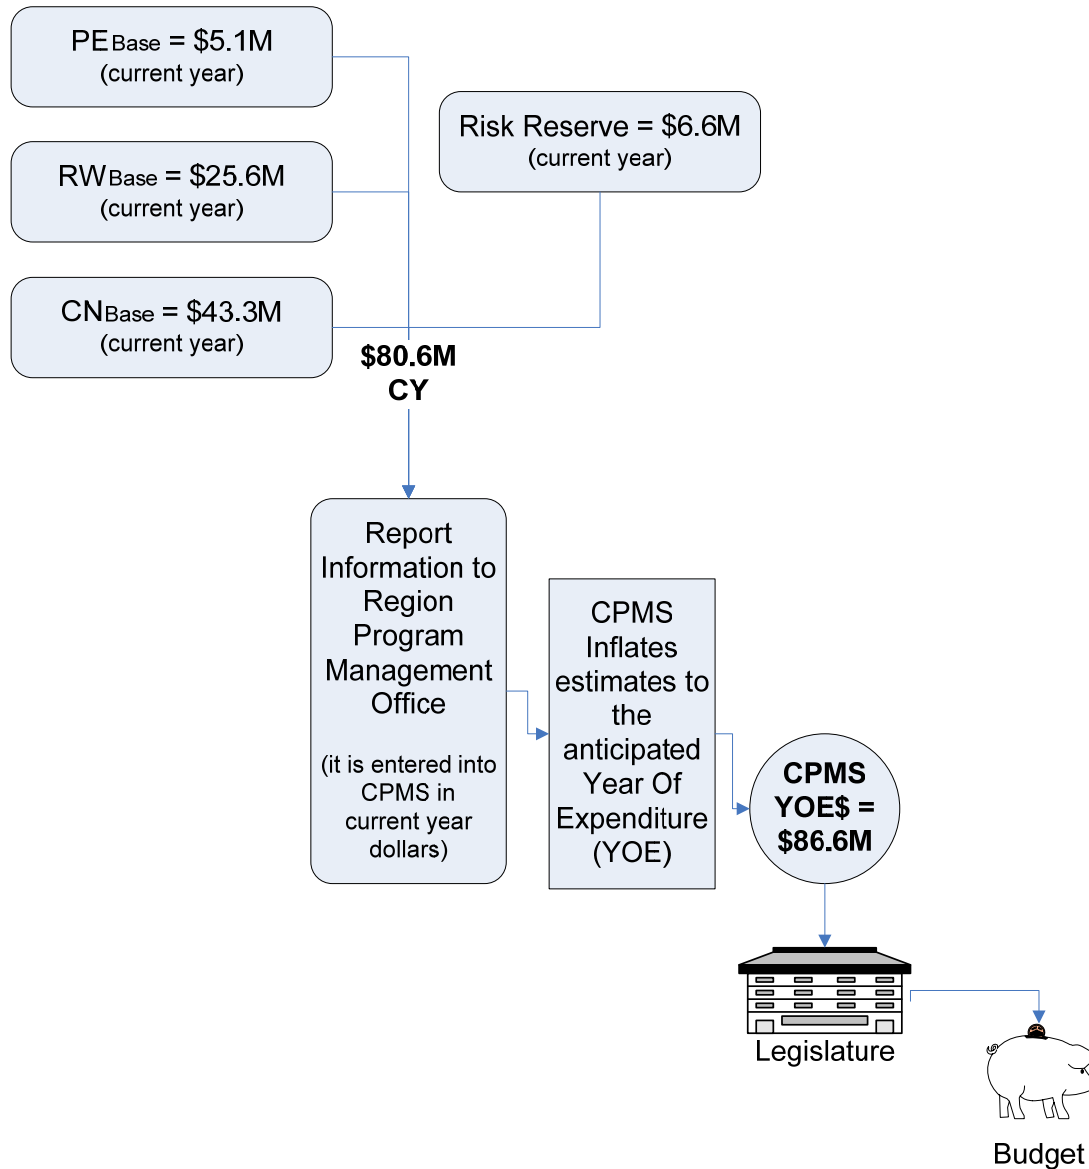 PEBase = $5.1M
(current year)
Risk Reserve = $6.6M
(current year)
RWBase = $25.6M
(current year)
CNBase = $43.3M
(current year)
$80.6M
CY
Report
Information to
Region
Program
Management
Office
(it is entered into
CPMS in
current year
dollars)
CPMS
Inflates
estimates to
the
anticipated
Year Of
Expenditure
(YOE)
CPMS
YOE$ =
$86.6M
Legislature
Budget